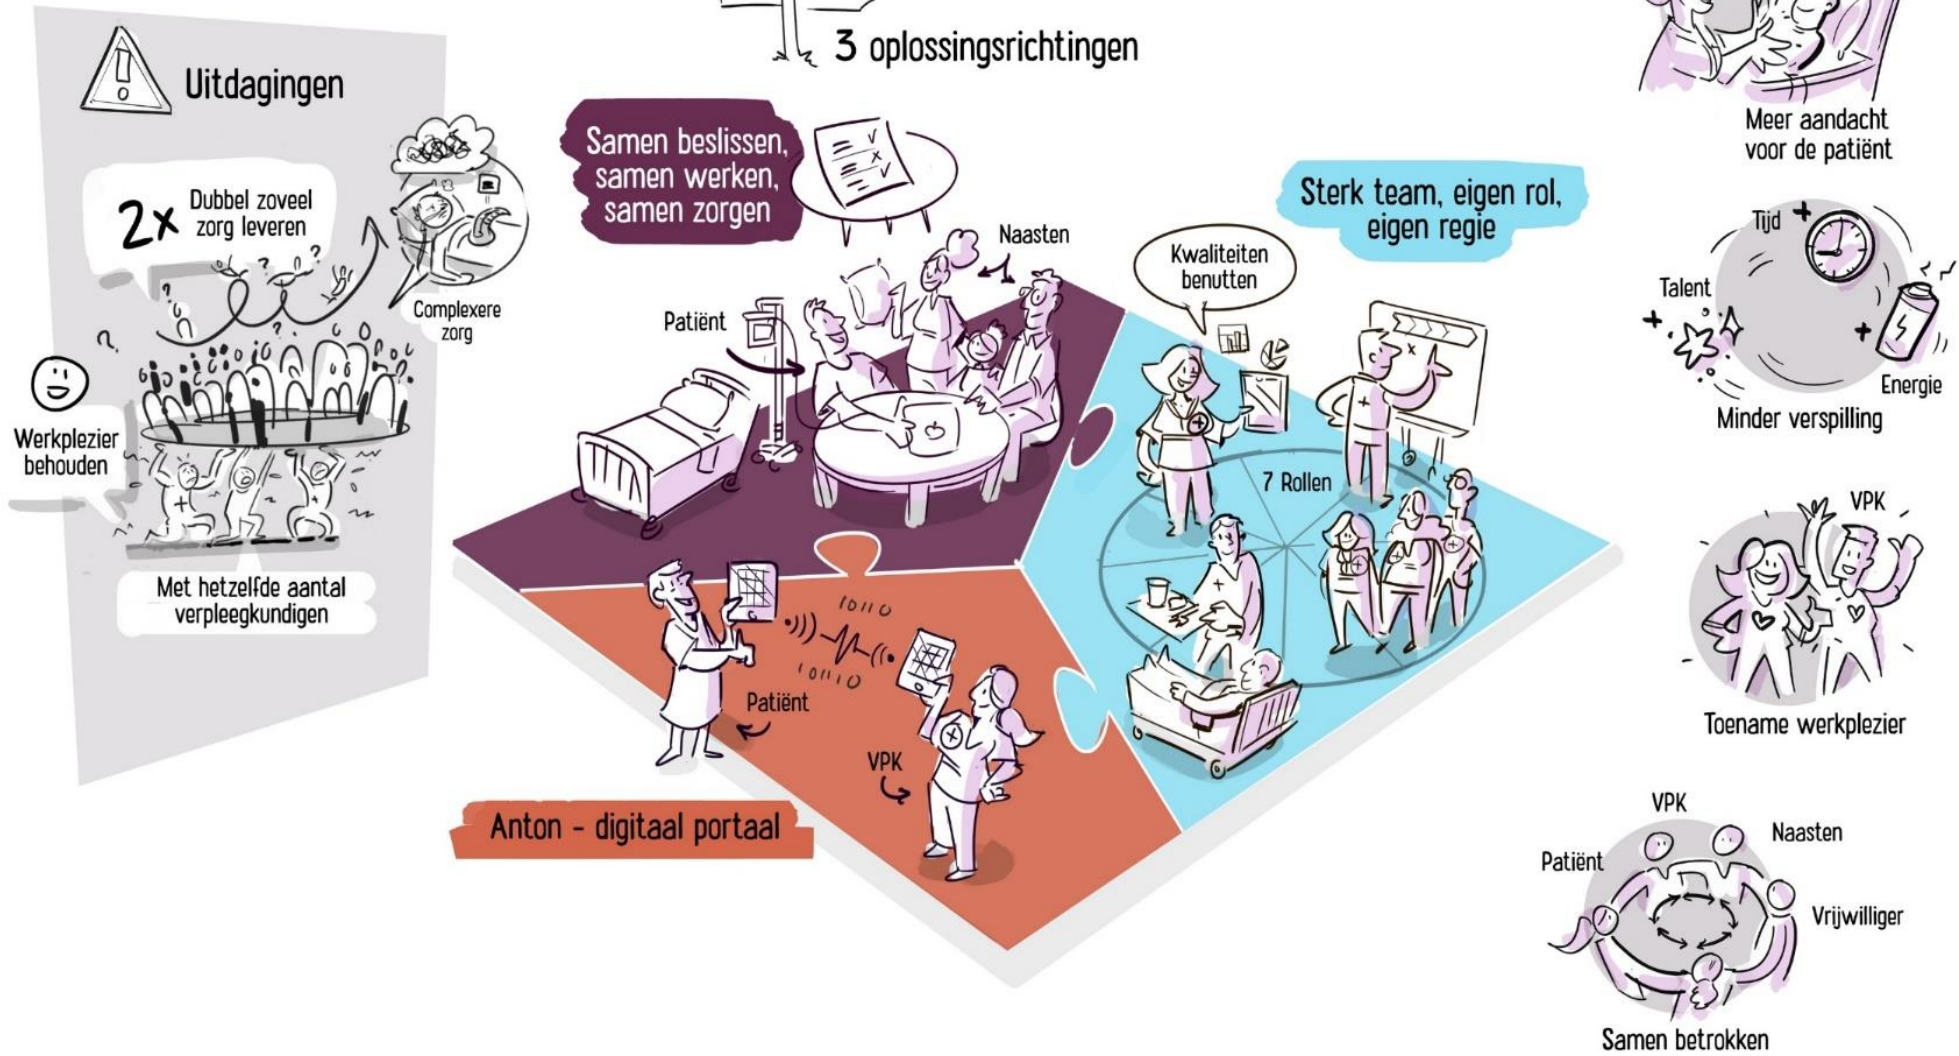 Uitdagingen
2x
Dubbel zoveel
zorg leveren
Complexere
zorg
Werkplezier
behouden
Met hetzelfde aantal
verpleegkundigen
3 oplossingsrichtingen
Samen beslissen,
samen werken,
samen zorgen
Naasten
Patiënt
Sterk team, eigen rol,
eigen regie
Kwaliteiten
benutten
7 Rollen
10110
10110
Patiënt
VPK
Anton - digitaal portaal
Meer aandacht
voor de patiënt
Tijd
Talent
Energie
Minder verspilling
VPK
Toename werkplezier
VPK
Naasten
Patiënt
Vrijwilliger
Samen betrokken